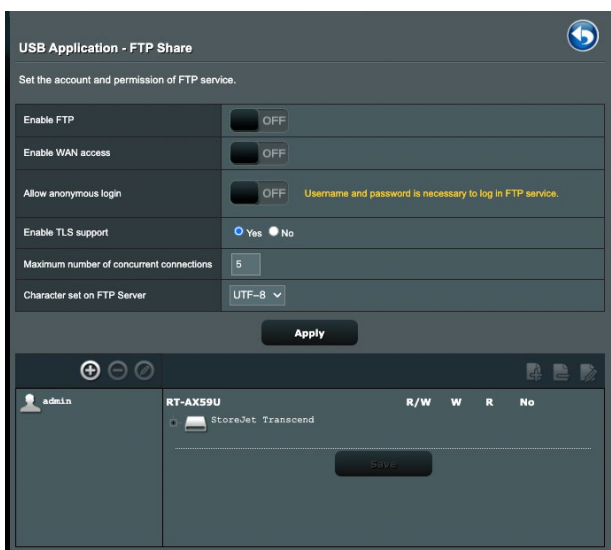 USB Application - FTP Share
Set the account and permission of FTP service.
Enable FTP OFF
Enable WAN access OFF
Allow anonymous login OFF Username and password is necessary to log in FTP service.
Enable TLS support Yes No
Maximum number of concurrent connections 5
Character set on FTP Server UTF-8
Apply
admin RT-AX59U R/W W R No
StoreJet Transcend
Save